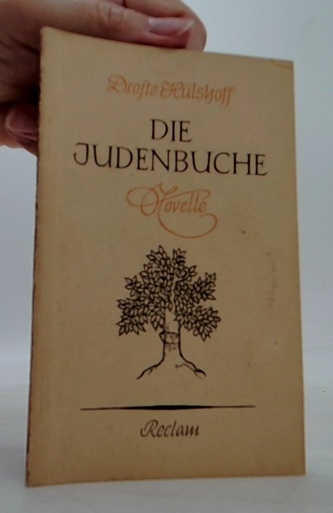 Droste Hülshoff
DIE
JUDENBUCHE
Novelle
Reclam